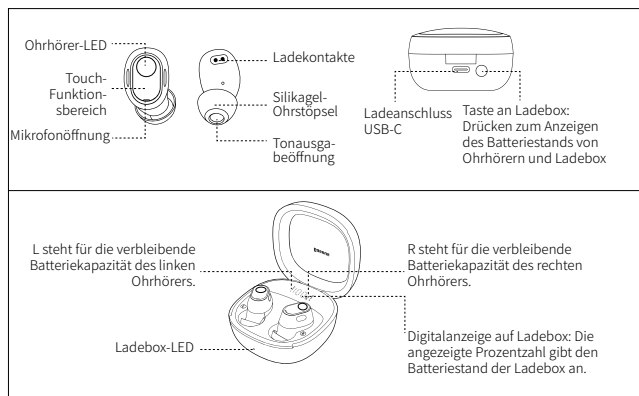 Ohrhörer-LED
Touch-
Funktions-
bereich
Mikrofonöffnung
Ladekontakte
Silikagel-
Ohrstöpsel
Tonausga-
beöffnung
Ladeanschluss
USB-C
Taste an Ladebox:
Drücken zum Anzeigen
des Batteriestands von
Ohrhörern und Ladebox
L steht für die verbleibende
Batteriekapazität des linken
Ohrhörers.
Ladebox-LED
baseus
R steht für die verbleibende
Batteriekapazität des rechten
Ohrhörers.
Digitalanzeige auf Ladebox: Die
angezeigte Prozentzahl gibt den
Batteriestand der Ladebox an.